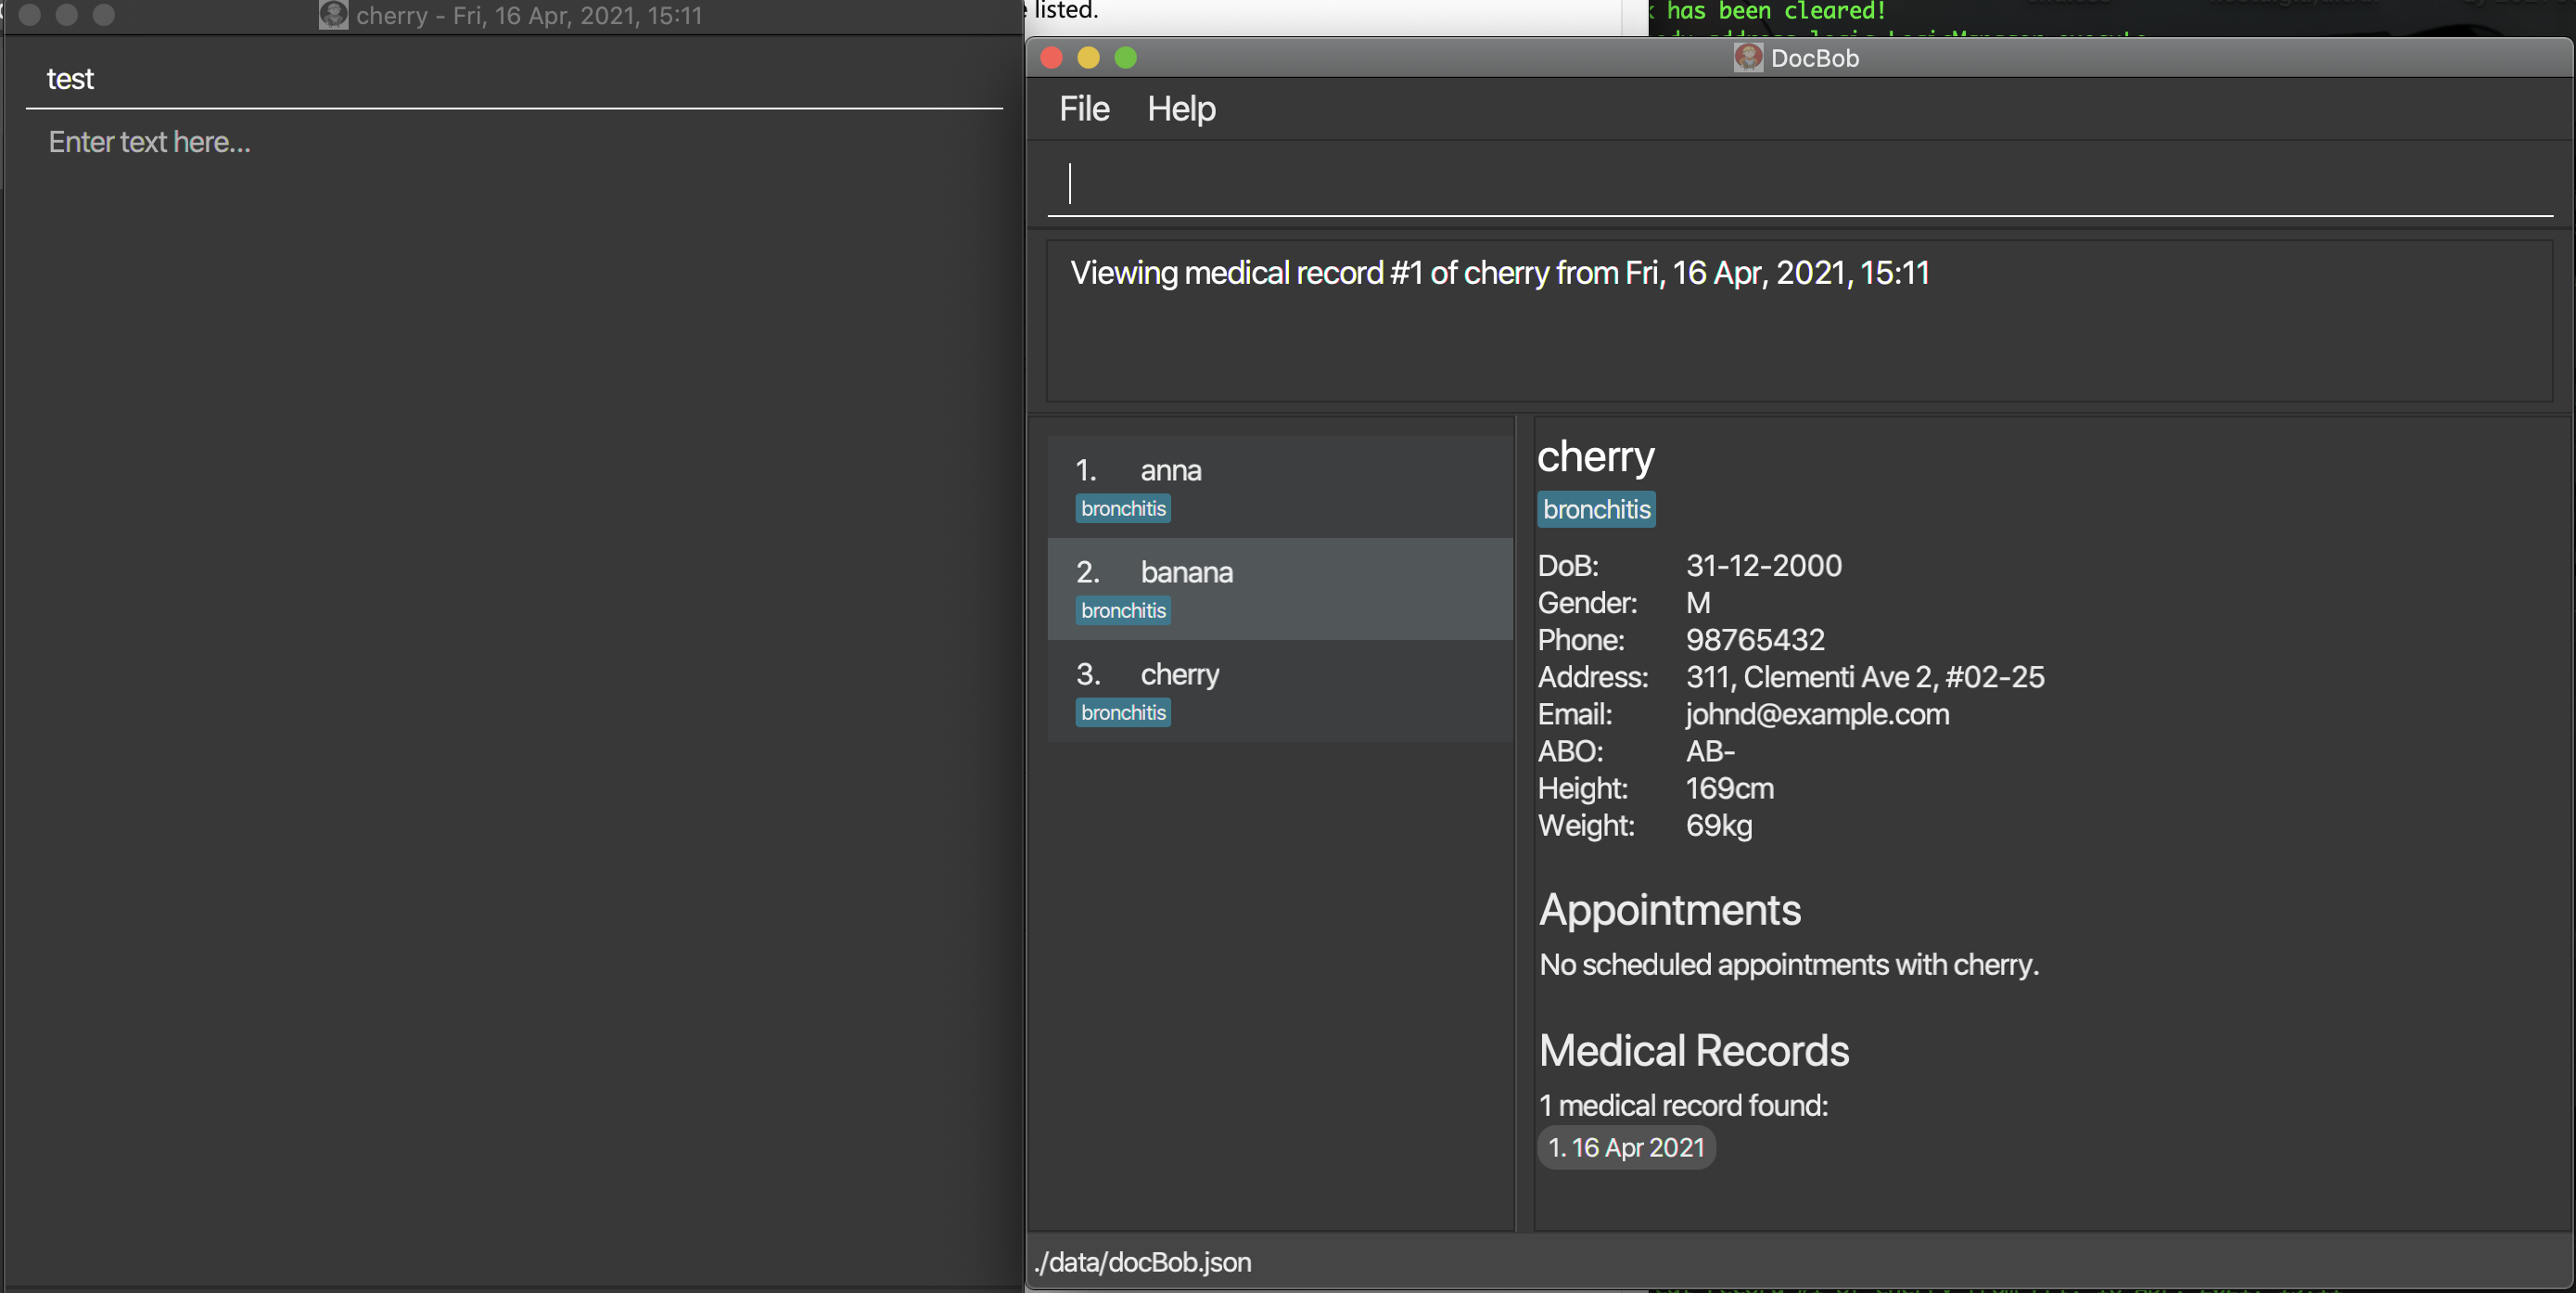 cherry - Fri, 16 Apr, 2021, 15:11
test
Enter text here...
listed.
has been cleared!
DocBob
File Help
Viewing medical record #1 of cherry from Fri, 16 Apr, 2021, 15:11
1. anna
bronchitis
2. banana
bronchitis
3. cherry
bronchitis
cherry
bronchitis
DoB: 31-12-2000
Gender: M
Phone: 98765432
Address: 311, Clementi Ave 2, #02-25
Email: johnd@example.com
ABO: AB-
Height: 169cm
Weight: 69kg
Appointments
No scheduled appointments with cherry.
Medical Records
1 medical record found:
1. 16 Apr 2021
./data/docBob.json